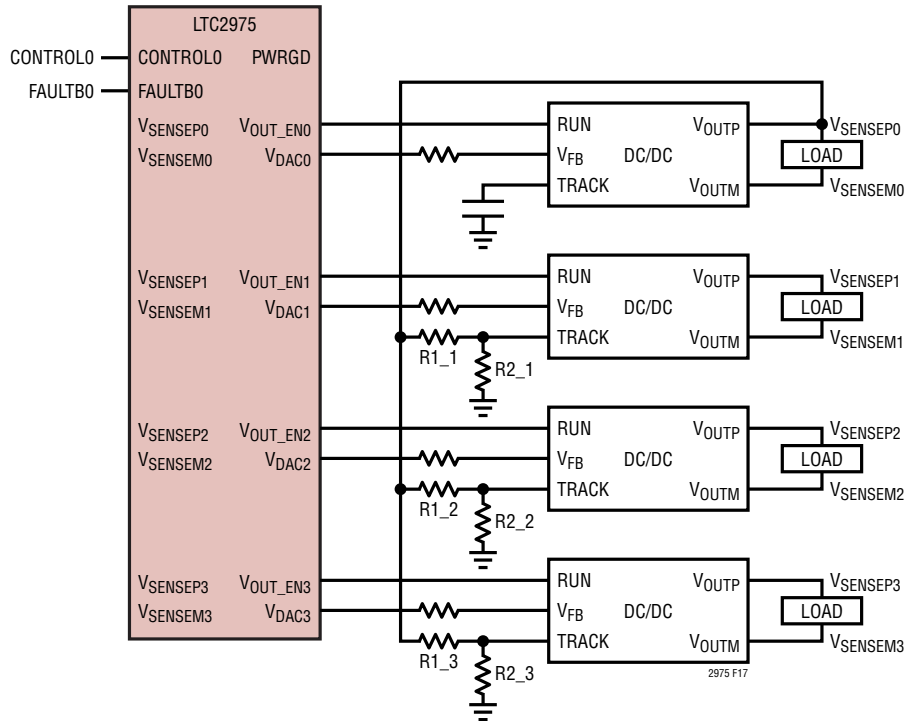 LTC2975
CONTROL0 CONTROL0 PWRGD
FAULTB0 FAULTB0
VSENSEP0 VOUT_EN0 RUN VOUTP VSENSEP0
VSENSEM0 VDAC0 VFB DC/DC LOAD
TRACK VOUTM VSENSEM0
VSENSEP1 VOUT_EN1 RUN VOUTP VSENSEP1
VSENSEM1 VDAC1 VFB DC/DC LOAD
TRACK VOUTM VSENSEM1
R1_1 R2_1
VSENSEP2 VOUT_EN2 RUN VOUTP VSENSEP2
VSENSEM2 VDAC2 VFB DC/DC LOAD
TRACK VOUTM VSENSEM2
R1_2 R2_2
VSENSEP3 VOUT_EN3 RUN VOUTP VSENSEP3
VSENSEM3 VDAC3 VFB DC/DC LOAD
TRACK VOUTM VSENSEM3
R1_3 R2_3
2975 F17